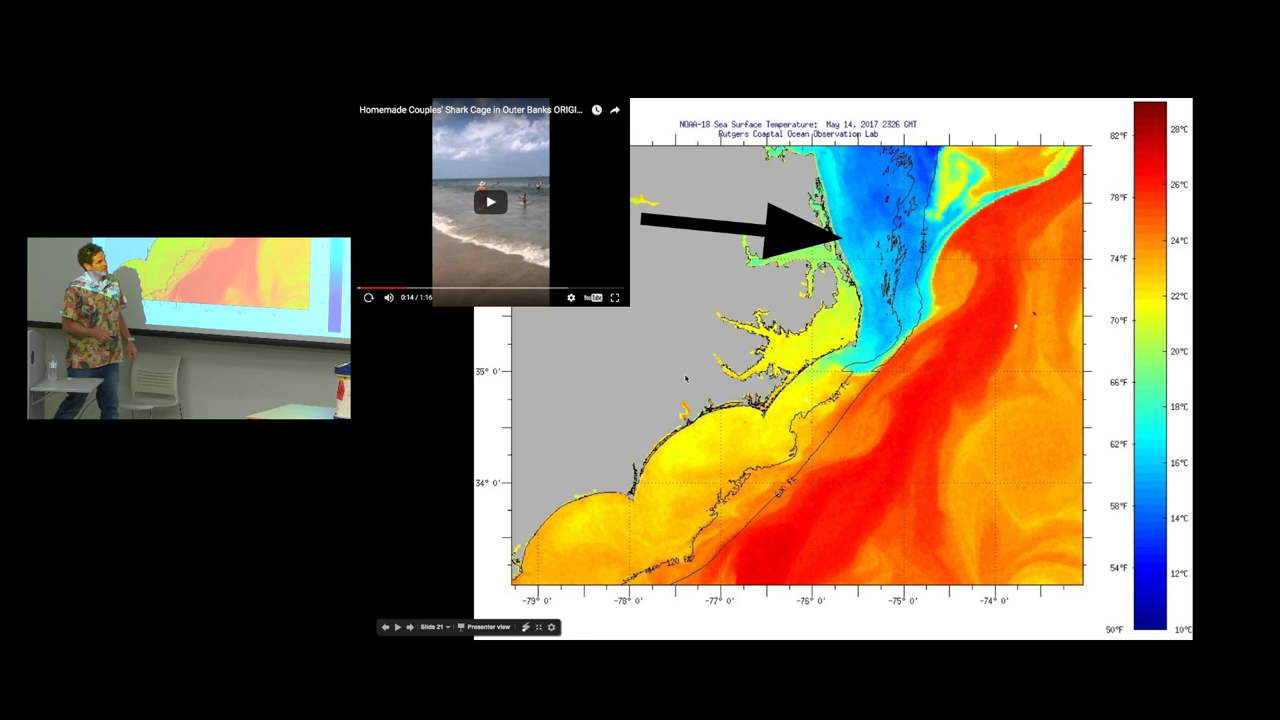 Homemade Couples' Shark Cage in Outer Banks ORIGI...
0:14 / 1:16
YouTube
NOAA-18 Sea Surface Temperature: May 14, 2017 2326 GMT
Rutgers Coastal Ocean Observation Lab
35° 0'
34° 0'
-79° 0'
-78° 0'
-77° 0'
-76° 0'
-75° 0'
-74° 0'
120 F
82°F
78°F
74°F
70°F
66°F
62°F
58°F
54°F
50°F
28°C
26°C
24°C
22°C
20°C
18°C
16°C
14°C
12°C
10°C
Slide 21
Presenter view